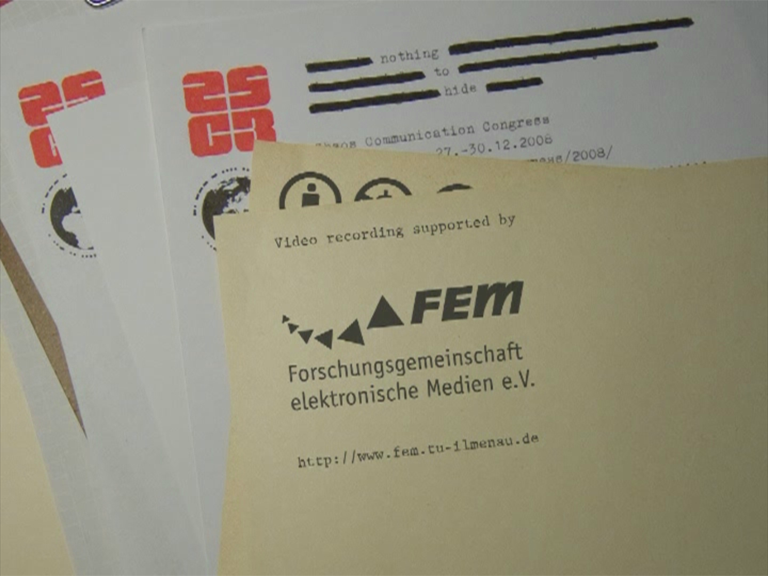 25
C3
25
C3
nothing
to
hide
Chaos Communication Congress
27.-30.12.2008
/2008/
Video recording supported by
FEM
Forschungsgemeinschaft
elektronische Medien e.V.
http://www.fem.tu-ilmenau.de